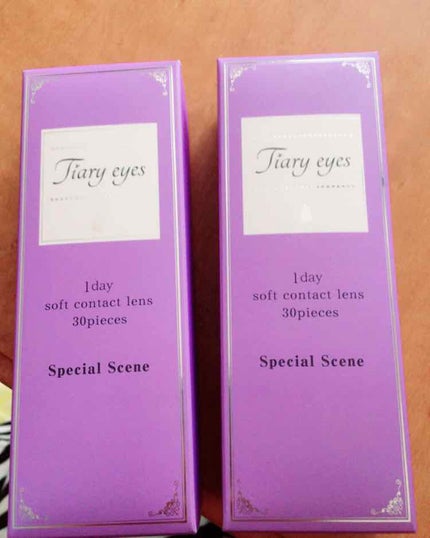 Tiary eyes
1day
soft contact lens
30pieces
Special Scene
Tiary eyes
1day
soft contact lens
30pieces
Special Scene